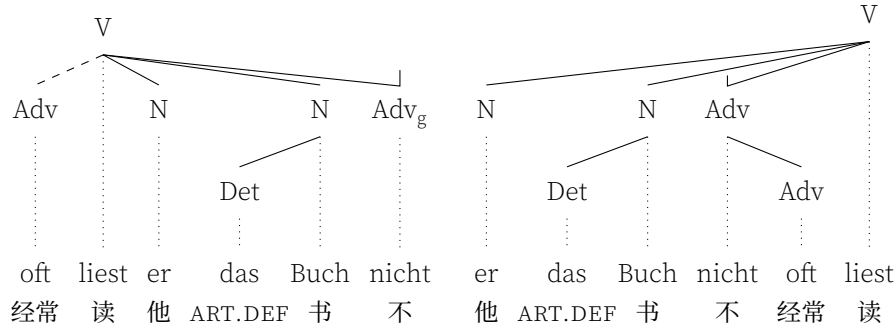 V V
Adv N N Adv_g N N Adv
Det Det Adv
oft liest er das Buch nicht er das Buch nicht oft liest
经常 读 他 ART.DEF 书 不 他 ART.DEF 书 不 经常 读